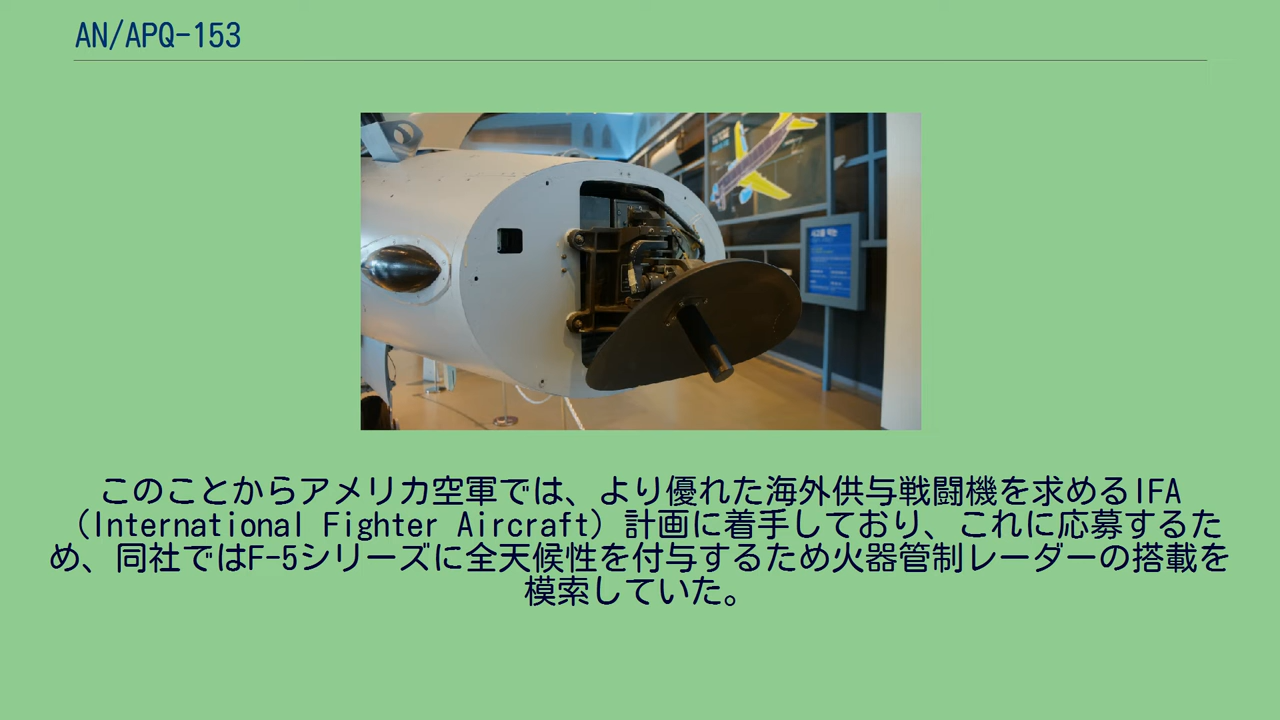 AN/APQ-153
このことからアメリカ空軍では、より優れた海外供与戦闘機を求めるIFA
（International Fighter Aircraft）計画に着手しており、これに応募するた
め、同社ではF-5シリーズに全天候性を付与するため火器管制レーダーの搭載を
模索していた。